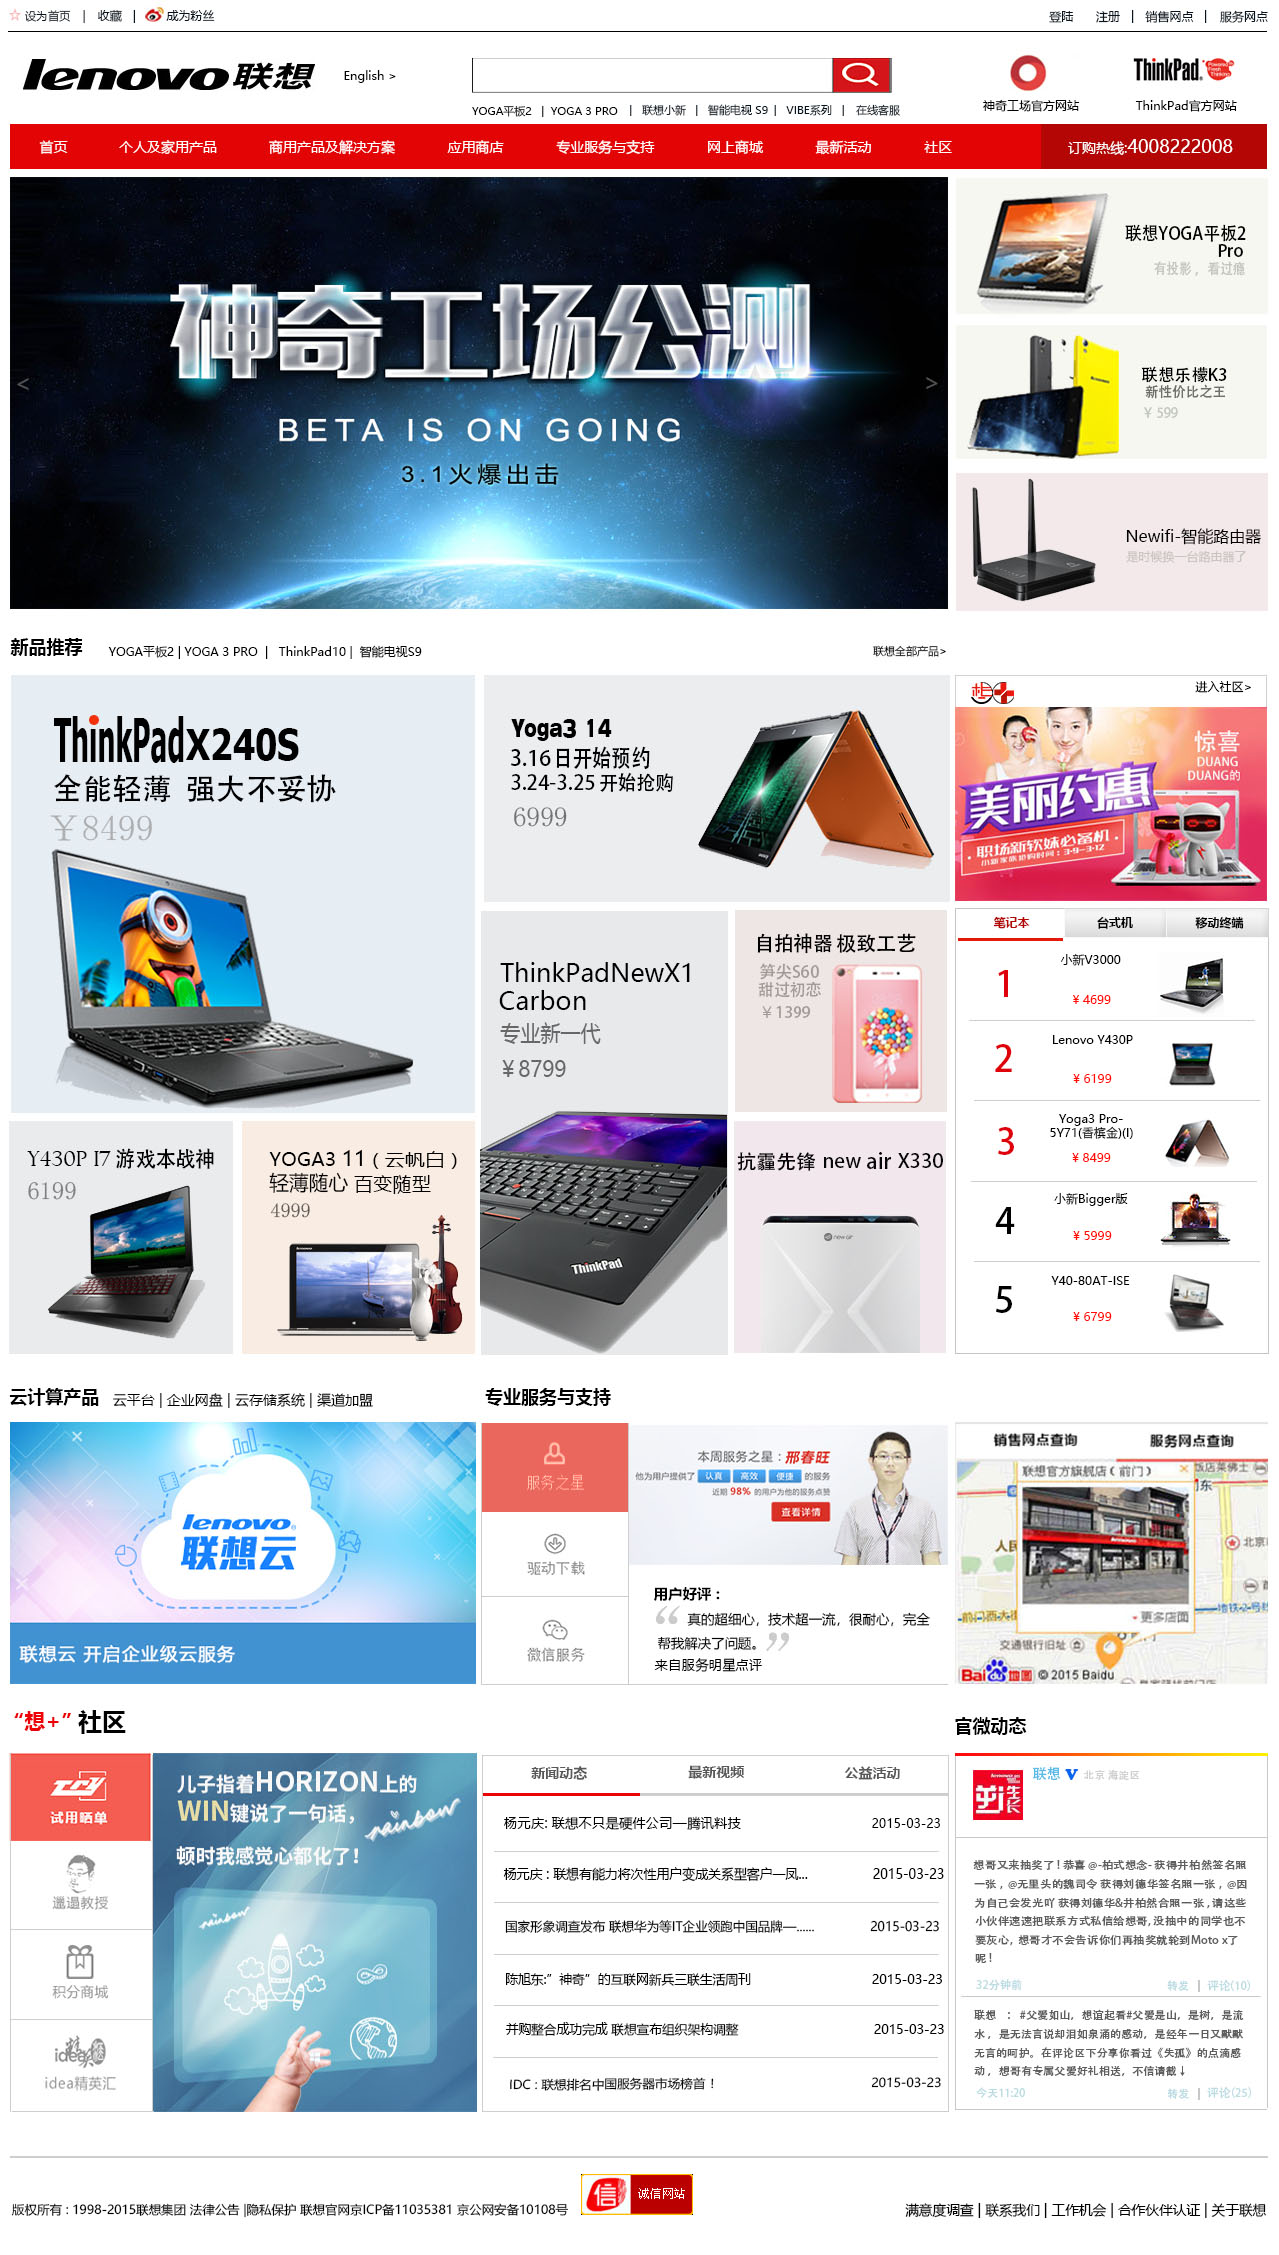 设为首页 | 收藏 | 成为粉丝
登陆 注册 | 销售网点 | 服务网点
lenovo联想 English >
YOGA平板2 | YOGA 3 PRO | 联想小新 | 智能电视 S9 | VIBE系列 | 在线客服
神奇工场官方网站
ThinkPad
ThinkPad官方网站
首页 个人及家用产品 商用产品及解决方案 应用商店 专业服务与支持 网上商城 最新活动 社区 订购热线:4008222008
神奇工场公测
BETA IS ON GOING
3.1火爆出击
< >
联想YOGA平板2
Pro
有投影，看过瘾
联想乐檬K3
新性价比之王
¥ 599
Newifi-智能路由器
是时候换一台路由器了
新品推荐 YOGA平板2 | YOGA 3 PRO | ThinkPad10 | 智能电视S9 联想全部产品>
ThinkPadX240S
全能轻薄 强大不妥协
¥8499
Yoga3 14
3.16日开始预约
3.24-3.25 开始抢购
6999
进入社区>
惊喜
DUANG
DUANG的
美丽约惠
职场新软妹必备机
小新家族抢购时间：3-9-3-12
ThinkPadNewX1
Carbon
专业新一代
¥8799
ThinkPad
自拍神器 极致工艺
笋尖S60
甜过初恋
¥1399
Y430P I7 游戏本战神
6199
YOGA3 11（云帆白）
轻薄随心 百变随型
4999
抗霾先锋 new air X330
new air
笔记本 台式机 移动终端
1 小新V3000
¥ 4699
2 Lenovo Y430P
¥ 6199
3 Yoga3 Pro-
5Y71(香槟金)(I)
¥ 8499
4 小新Bigger版
¥ 5999
5 Y40-80AT-ISE
¥ 6799
云计算产品 云平台 | 企业网盘 | 云存储系统 | 渠道加盟
lenovo
联想云
联想云 开启企业级云服务
专业服务与支持
服务之星
驱动下载
微信服务
本周服务之星：邢春旺
他为用户提供了 认真 高效 便捷 的服务
近期 98% 的用户为他的服务点赞
查看详情
用户好评：
“ 真的超细心，技术超一流，很耐心，完全
帮我解决了问题。”
来自服务明星点评
销售网点查询 服务网点查询
联想官方旗舰店（前门） ×
更多店面
交通银行旧址
Bai地图 © 2015 Baidu
“想+” 社区
试用晒单
邋遢教授
积分商城
idea精英汇
儿子指着HORIZON上的
WIN键说了一句话，
顿时我感觉心都化了！
rainbow
rainbow
新闻动态 最新视频 公益活动
杨元庆: 联想不只是硬件公司—腾讯科技 2015-03-23
杨元庆 : 联想有能力将次性用户变成关系型客户—凤... 2015-03-23
国家形象调查发布 联想华为等IT企业领跑中国品牌—...... 2015-03-23
陈旭东:”神奇”的互联网新兵三联生活周刊 2015-03-23
并购整合成功完成 联想宣布组织架构调整 2015-03-23
IDC : 联想排名中国服务器市场榜首！ 2015-03-23
官微动态
联想 V 北京 海淀区
想哥又来抽奖了！恭喜 @-柏式想念- 获得井柏然签名照
一张，@无里头的魏司令 获得刘德华签名照一张，@因
为自己会发光吖 获得刘德华&井柏然合照一张，请这些
小伙伴速速把联系方式私信给想哥，没抽中的同学也不
要灰心，想哥才不会告诉你们再抽奖就轮到Moto x了
呢！
32分钟前 转发 | 评论(10)
联想 ： #父爱如山，想谊起看#父爱是山，是树，是流
水，是无法言说却泪如泉涌的感动，是经年一日又默默
无言的呵护。在评论区下分享你看过《失孤》的点滴感
动，想哥有专属父爱好礼相送，不信请戳↓
今天11:20 转发 | 评论(25)
版权所有 : 1998-2015联想集团 法律公告 |隐私保护 联想官网京ICP备11035381 京公网安备10108号
信 诚信网站
满意度调查 | 联系我们 | 工作机会 | 合作伙伴认证 | 关于联想